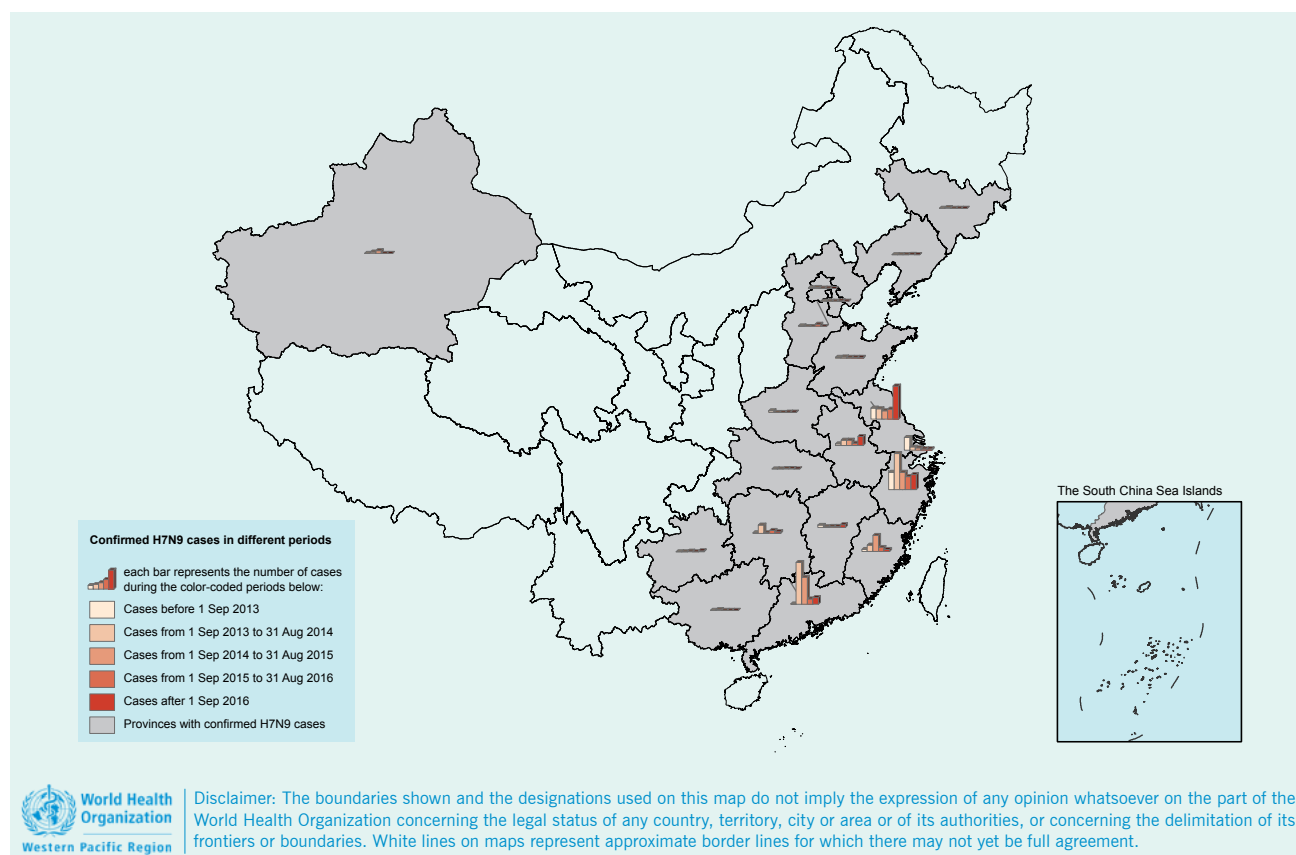 The South China Sea Islands
Confirmed H7N9 cases in different periods
each bar represents the number of cases
during the color-coded periods below:
Cases before 1 Sep 2013
Cases from 1 Sep 2013 to 31 Aug 2014
Cases from 1 Sep 2014 to 31 Aug 2015
Cases from 1 Sep 2015 to 31 Aug 2016
Cases after 1 Sep 2016
Provinces with confirmed H7N9 cases
World Health
Organization
Western Pacific Region
Disclaimer: The boundaries shown and the designations used on this map do not imply the expression of any opinion whatsoever on the part of the
World Health Organization concerning the legal status of any country, territory, city or area or of its authorities, or concerning the delimitation of its
frontiers or boundaries. White lines on maps represent approximate border lines for which there may not yet be full agreement.